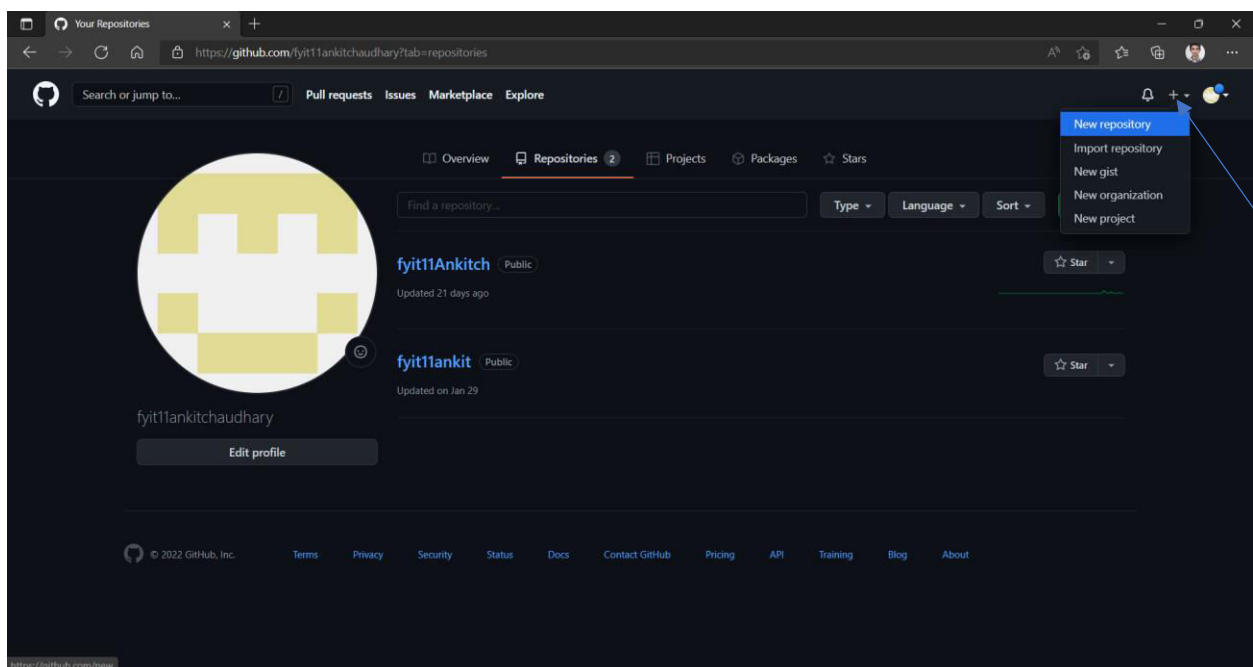 Your Repositories
https://github.com/fyit11ankitchaudhary?tab=repositories
Search or jump to... / Pull requests Issues Marketplace Explore
New repository
Import repository
New gist
New organization
New project
Overview Repositories 2 Projects Packages Stars
Find a repository... Type Language Sort
fyit11Ankitch Public
Star
Updated 21 days ago
fyit11ankit Public
Star
Updated on Jan 29
fyit11ankitchaudhary
Edit profile
© 2022 GitHub, Inc. Terms Privacy Security Status Docs Contact GitHub Pricing API Training Blog About
https://github.com/new